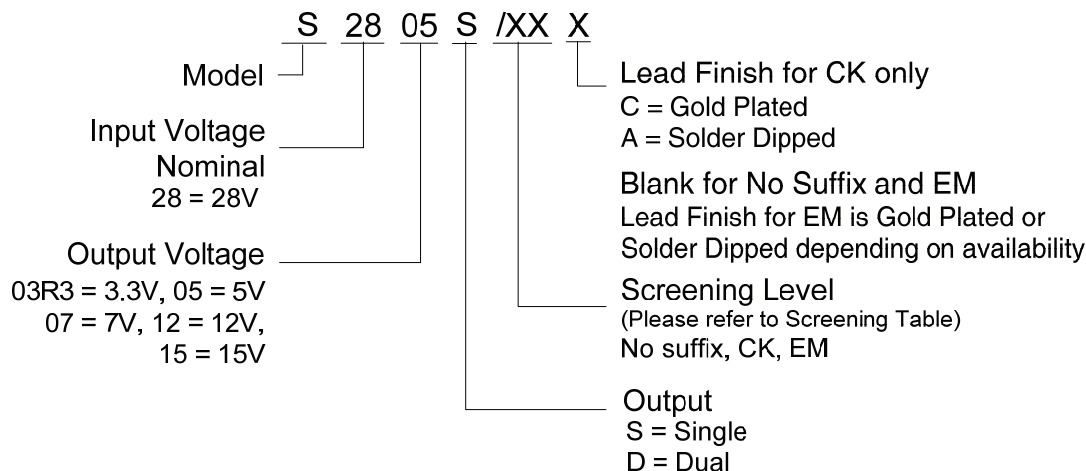 S 28 05 S /XX X
Model
Input Voltage
Nominal
28 = 28V
Output Voltage
03R3 = 3.3V, 05 = 5V
07 = 7V, 12 = 12V,
15 = 15V
Lead Finish for CK only
C = Gold Plated
A = Solder Dipped
Blank for No Suffix and EM
Lead Finish for EM is Gold Plated or
Solder Dipped depending on availability
Screening Level
(Please refer to Screening Table)
No suffix, CK, EM
Output
S = Single
D = Dual